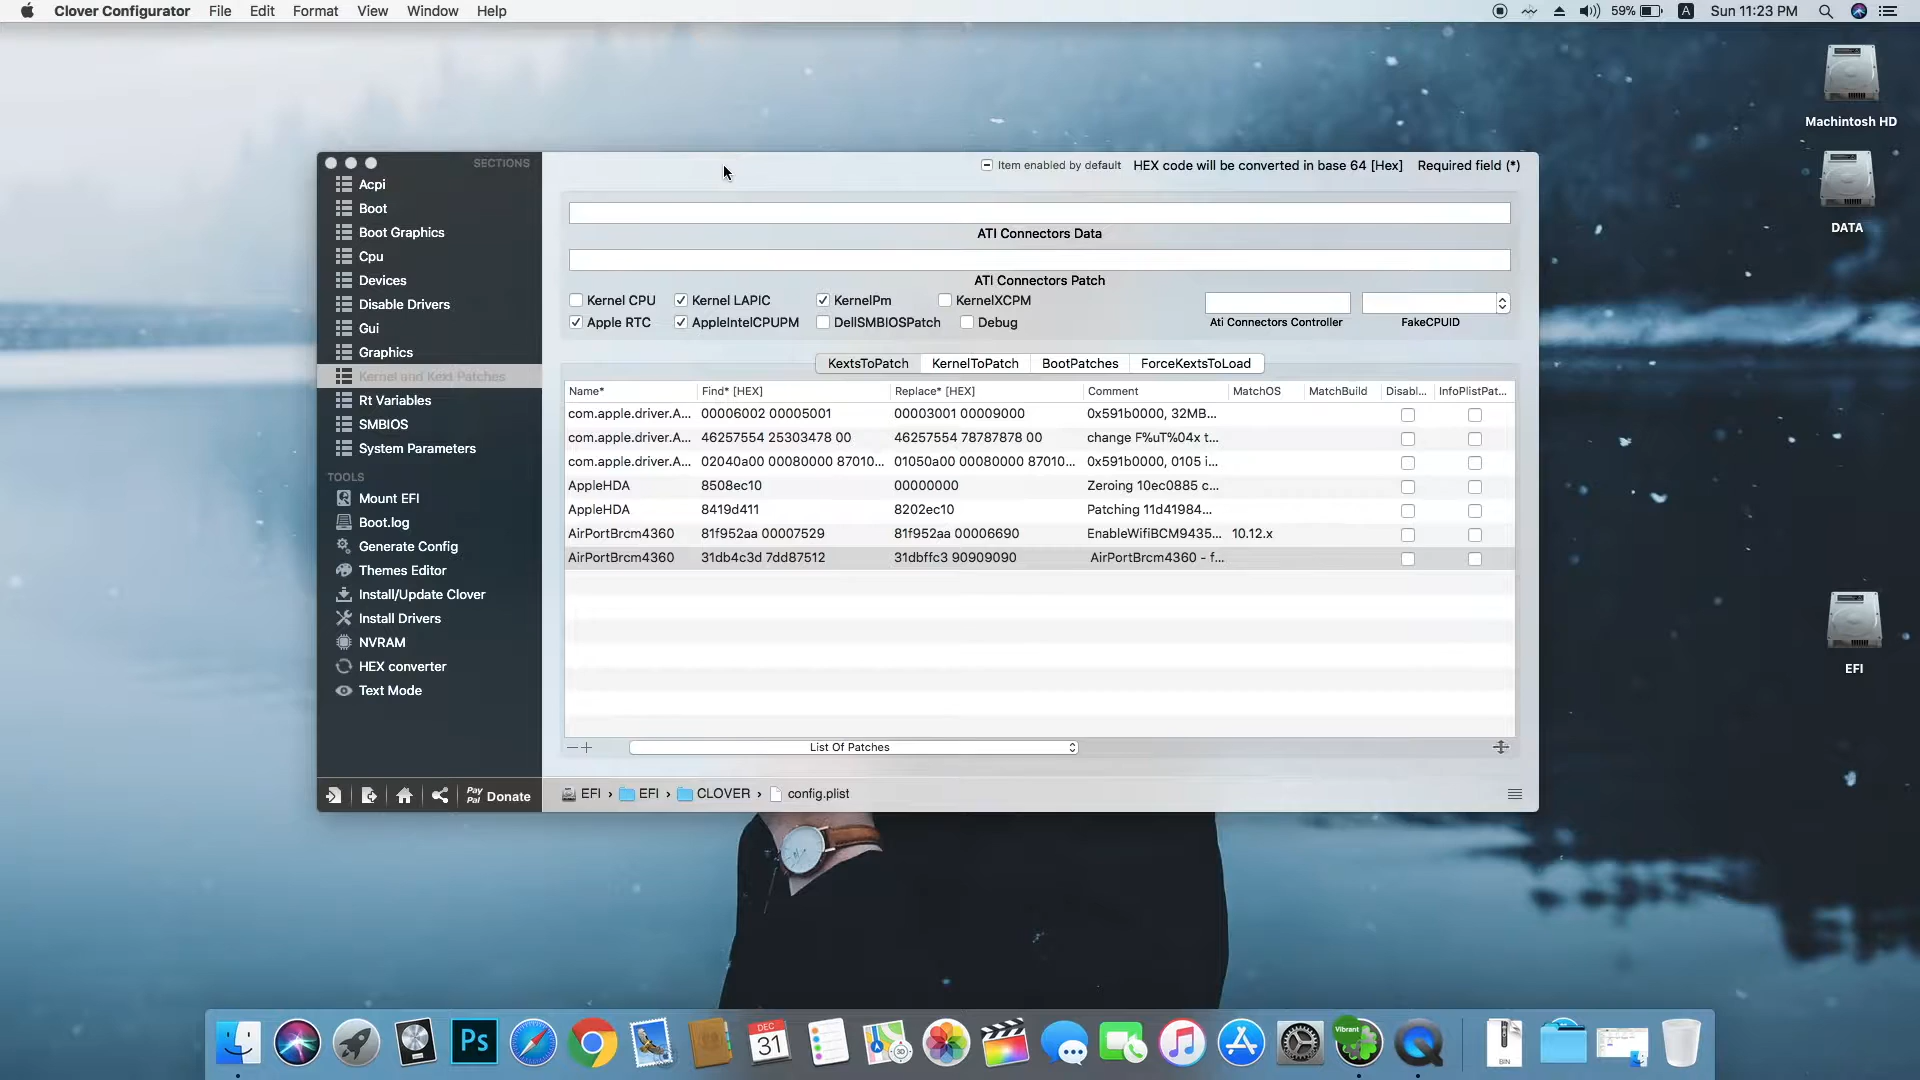 Clover Configurator File Edit Format View Window Help 59% A Sun 11:23 PM
Machintosh HD
DATA
EFI
SECTIONS
Acpi
Boot
Boot Graphics
Cpu
Devices
Disable Drivers
Gui
Graphics
Kernel and Kext Patches
Rt Variables
SMBIOS
System Parameters
TOOLS
Mount EFI
Boot.log
Generate Config
Themes Editor
Install/Update Clover
Install Drivers
NVRAM
HEX converter
Text Mode
Pay Pal Donate
Item enabled by default HEX code will be converted in base 64 [Hex] Required field (*)
ATI Connectors Data
ATI Connectors Patch
Kernel CPU Kernel LAPIC KernelPm KernelXCPM
Apple RTC AppleIntelCPUPM DellSMBIOSPatch Debug
Ati Connectors Controller FakeCPUID
KextsToPatch KernelToPatch BootPatches ForceKextsToLoad
Name* Find* [HEX] Replace* [HEX] Comment MatchOS MatchBuild Disabl... InfoPlistPat...
com.apple.driver.A... 00006002 00005001 00003001 00009000 0x591b0000, 32MB...
com.apple.driver.A... 46257554 25303478 00 46257554 78787878 00 change F%uT%04x t...
com.apple.driver.A... 02040a00 00080000 87010... 01050a00 00080000 87010... 0x591b0000, 0105 i...
AppleHDA 8508ec10 00000000 Zeroing 10ec0885 c...
AppleHDA 8419d411 8202ec10 Patching 11d41984...
AirPortBrcm4360 81f952aa 00007529 81f952aa 00006690 EnableWifiBCM9435... 10.12.x
AirPortBrcm4360 31db4c3d 7dd87512 31dbffc3 90909090 AirPortBrcm4360 - f...
List Of Patches
EFI › EFI › CLOVER › config.plist
Ps
DEC
31
3D
Vibrant
BIN